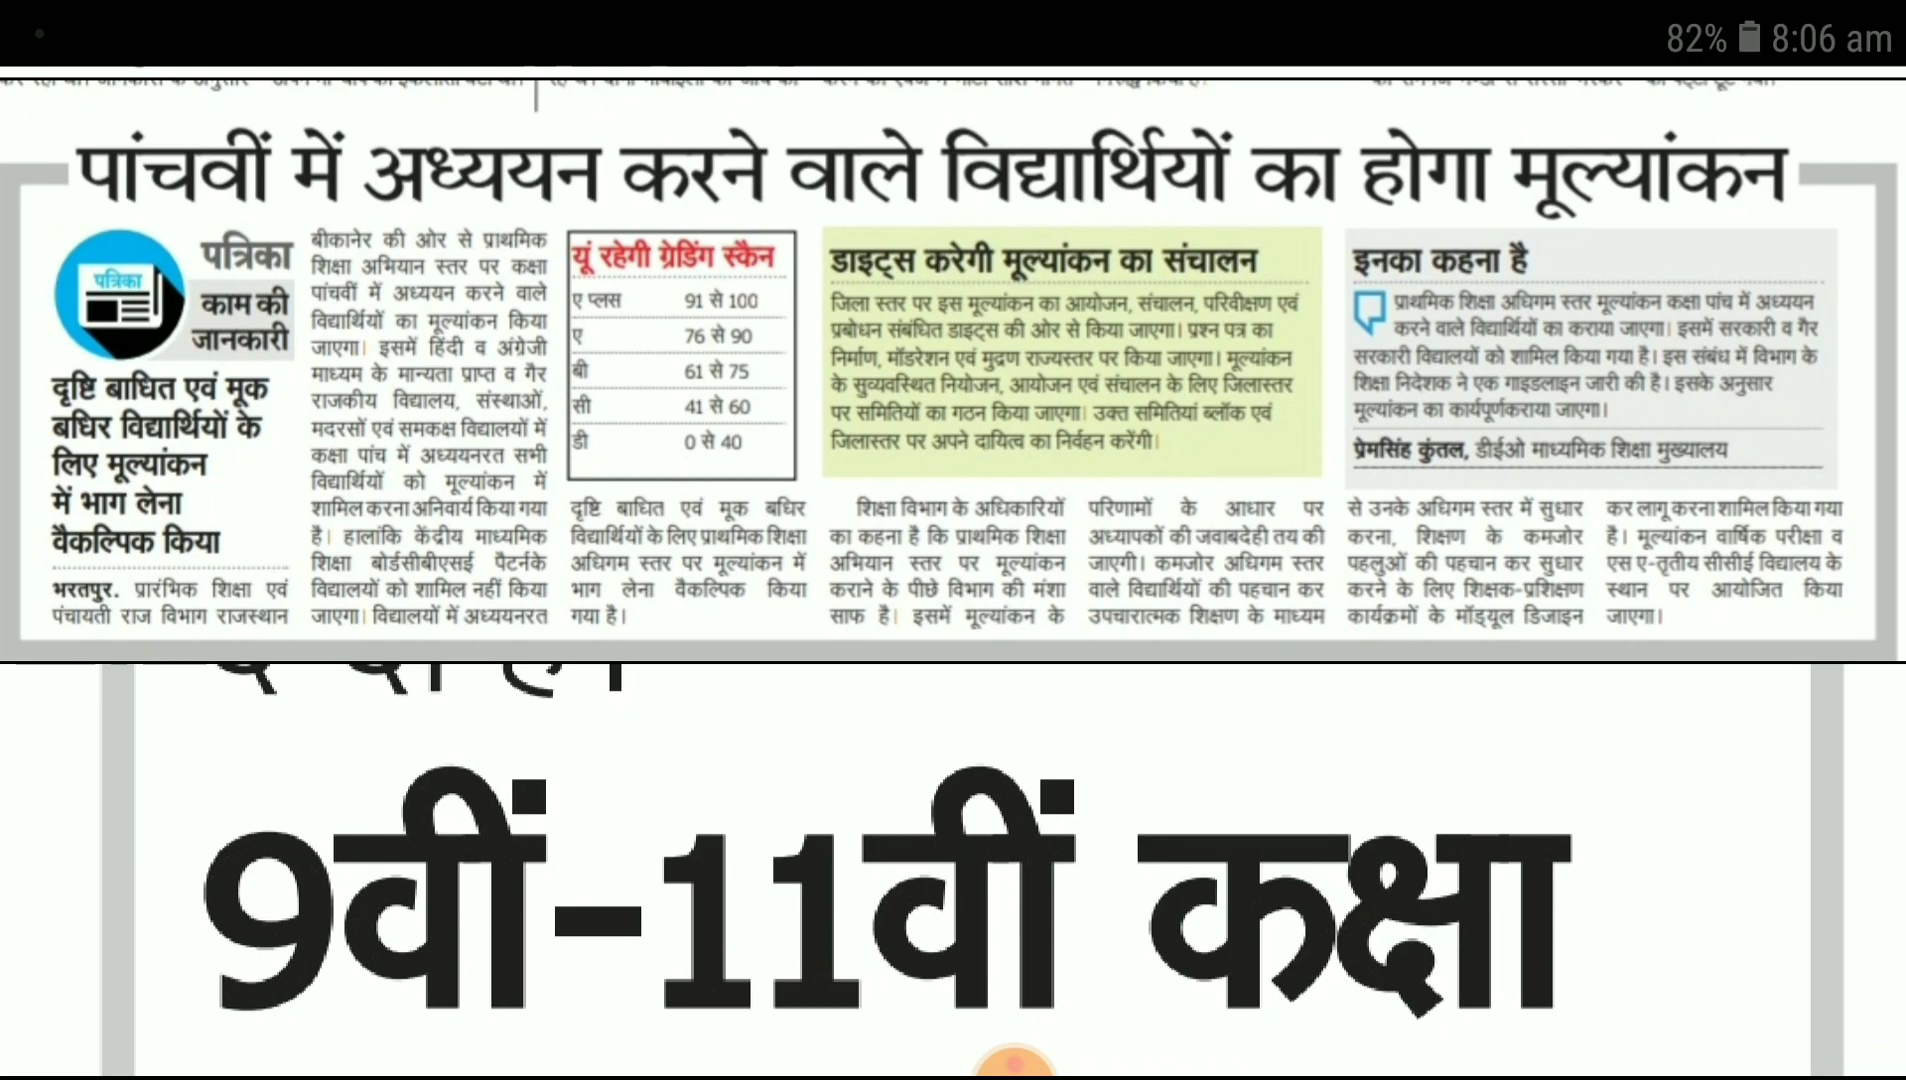 82% 8:06 am
पांचवीं में अध्ययन करने वाले विद्यार्थियों का होगा मूल्यांकन
पत्रिका
पत्रिका
काम की
जानकारी
दृष्टि बाधित एवं मूक
बधिर विद्यार्थियों के
लिए मूल्यांकन
में भाग लेना
वैकल्पिक किया
भरतपुर. प्रारंभिक शिक्षा एवं
पंचायती राज विभाग राजस्थान
बीकानेर की ओर से प्राथमिक
शिक्षा अभियान स्तर पर कक्षा
पांचवीं में अध्ययन करने वाले
विद्यार्थियों का मूल्यांकन किया
जाएगा। इसमें हिंदी व अंग्रेजी
माध्यम के मान्यता प्राप्त व गैर
राजकीय विद्यालय, संस्थाओं,
मदरसों एवं समकक्ष विद्यालयों में
कक्षा पांच में अध्ययनरत सभी
विद्यार्थियों को मूल्यांकन में
शामिल करना अनिवार्य किया गया
है। हालांकि केंद्रीय माध्यमिक
शिक्षा बोर्डसीबीएसई पैटर्नके
विद्यालयों को शामिल नहीं किया
जाएगा। विद्यालयों में अध्ययनरत
यूं रहेगी ग्रेडिंग स्कैन
ए प्लस 91 से 100
ए 76 से 90
बी 61 से 75
सी 41 से 60
डी 0 से 40
दृष्टि बाधित एवं मूक बधिर
विद्यार्थियों के लिए प्राथमिक शिक्षा
अधिगम स्तर पर मूल्यांकन में
भाग लेना वैकल्पिक किया
गया है।
डाइट्स करेगी मूल्यांकन का संचालन
जिला स्तर पर इस मूल्यांकन का आयोजन, संचालन, परिवीक्षण एवं
प्रबोधन संबंधित डाइट्स की ओर से किया जाएगा। प्रश्न पत्र का
निर्माण, मॉडरेशन एवं मुद्रण राज्यस्तर पर किया जाएगा। मूल्यांकन
के सुव्यवस्थित नियोजन, आयोजन एवं संचालन के लिए जिलास्तर
पर समितियों का गठन किया जाएगा। उक्त समितियां ब्लॉक एवं
जिलास्तर पर अपने दायित्व का निर्वहन करेंगी।
शिक्षा विभाग के अधिकारियों
का कहना है कि प्राथमिक शिक्षा
अभियान स्तर पर मूल्यांकन
कराने के पीछे विभाग की मंशा
साफ है। इसमें मूल्यांकन के
परिणामों के आधार पर
अध्यापकों की जवाबदेही तय की
जाएगी। कमजोर अधिगम स्तर
वाले विद्यार्थियों की पहचान कर
उपचारात्मक शिक्षण के माध्यम
इनका कहना है
प्राथमिक शिक्षा अधिगम स्तर मूल्यांकन कक्षा पांच में अध्ययन
करने वाले विद्यार्थियों का कराया जाएगा। इसमें सरकारी व गैर
सरकारी विद्यालयों को शामिल किया गया है। इस संबंध में विभाग के
शिक्षा निदेशक ने एक गाइडलाइन जारी की है। इसके अनुसार
मूल्यांकन का कार्यपूर्णकराया जाएगा।
प्रेमसिंह कुंतल, डीईओ माध्यमिक शिक्षा मुख्यालय
से उनके अधिगम स्तर में सुधार
करना, शिक्षण के कमजोर
पहलुओं की पहचान कर सुधार
करने के लिए शिक्षक-प्रशिक्षण
कार्यक्रमों के मॉड्यूल डिजाइन
कर लागू करना शामिल किया गया
है। मूल्यांकन वार्षिक परीक्षा व
एस ए-तृतीय सीसीई विद्यालय के
स्थान पर आयोजित किया
जाएगा।
9वीं-11वीं कक्षा